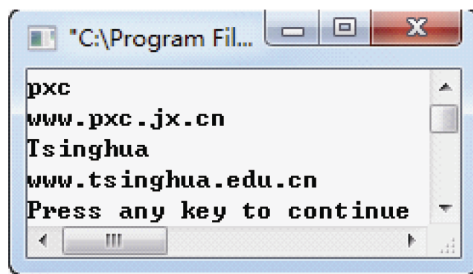 "C:\Program Fil...
pxc
www.pxc.jx.cn
Tsinghua
www.tsinghua.edu.cn
Press any key to continue